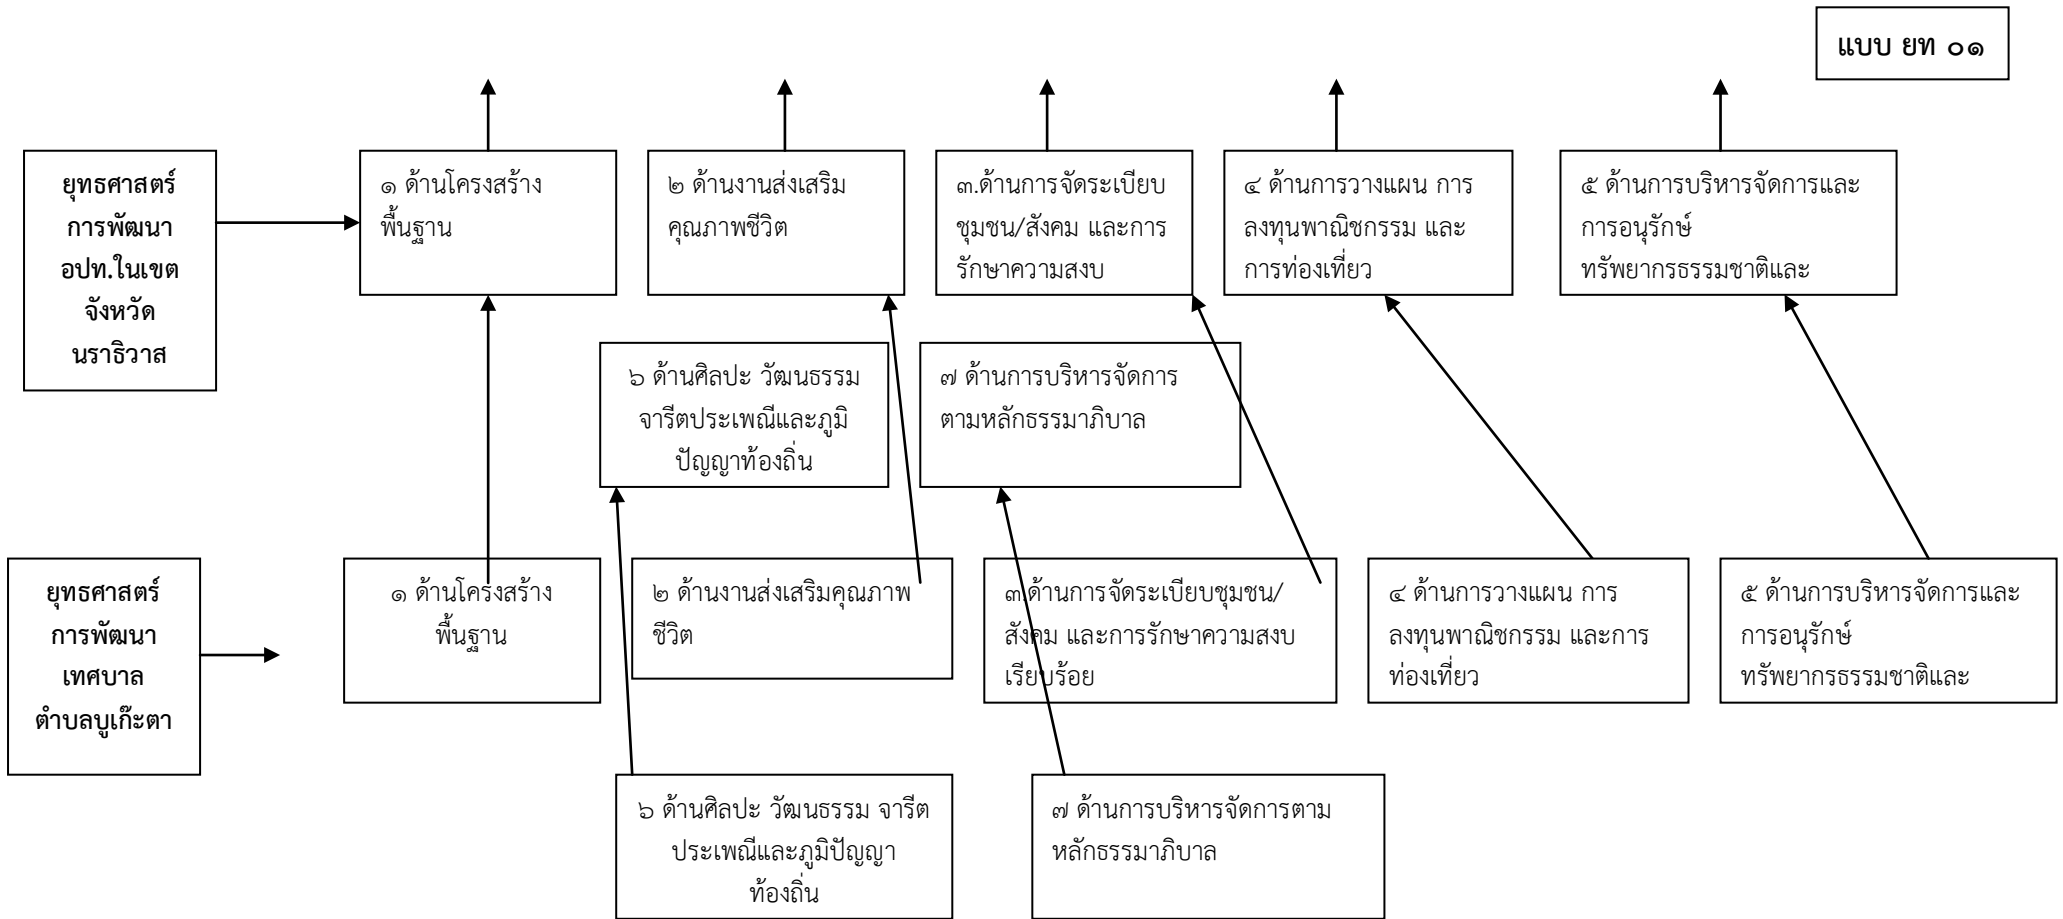 แบบ ยท ๐๑
ยุทธศาสตร์
การพัฒนา
อปท.ในเขต
จังหวัด
นราธิวาส
๑ ด้านโครงสร้าง
พื้นฐาน
๒ ด้านงานส่งเสริม
คุณภาพชีวิต
๓.ด้านการจัดระเบียบ
ชุมชน/สังคม และการ
รักษาความสงบ
๔ ด้านการวางแผน การ
ลงทุนพาณิชกรรม และ
การท่องเที่ยว
๕ ด้านการบริหารจัดการและ
การอนุรักษ์
ทรัพยากรธรรมชาติและ
๖ ด้านศิลปะ วัฒนธรรม
จารีตประเพณีและภูมิ
ปัญญาท้องถิ่น
๗ ด้านการบริหารจัดการ
ตามหลักธรรมาภิบาล
ยุทธศาสตร์
การพัฒนา
เทศบาล
ตำบลบูเก๊ะตา
๑ ด้านโครงสร้าง
พื้นฐาน
๒ ด้านงานส่งเสริมคุณภาพ
ชีวิต
๓.ด้านการจัดระเบียบชุมชน/
สังคม และการรักษาความสงบ
เรียบร้อย
๔ ด้านการวางแผน การ
ลงทุนพาณิชกรรม และการ
ท่องเที่ยว
๕ ด้านการบริหารจัดการและ
การอนุรักษ์
ทรัพยากรธรรมชาติและ
๖ ด้านศิลปะ วัฒนธรรม จารีต
ประเพณีและภูมิปัญญา
ท้องถิ่น
๗ ด้านการบริหารจัดการตาม
หลักธรรมาภิบาล